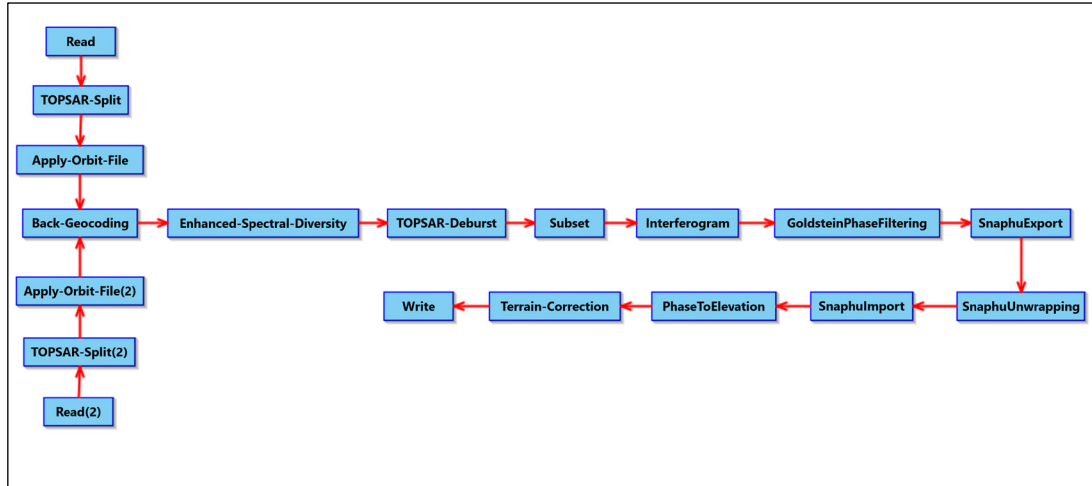 Read
TOPSAR-Split
Apply-Orbit-File
Back-Geocoding
Enhanced-Spectral-Diversity
TOPSAR-Deburst
Subset
Interferogram
GoldsteinPhaseFiltering
SnaphuExport
Apply-Orbit-File(2)
Write
Terrain-Correction
PhaseToElevation
SnaphuImport
SnaphuUnwrapping
TOPSAR-Split(2)
Read(2)